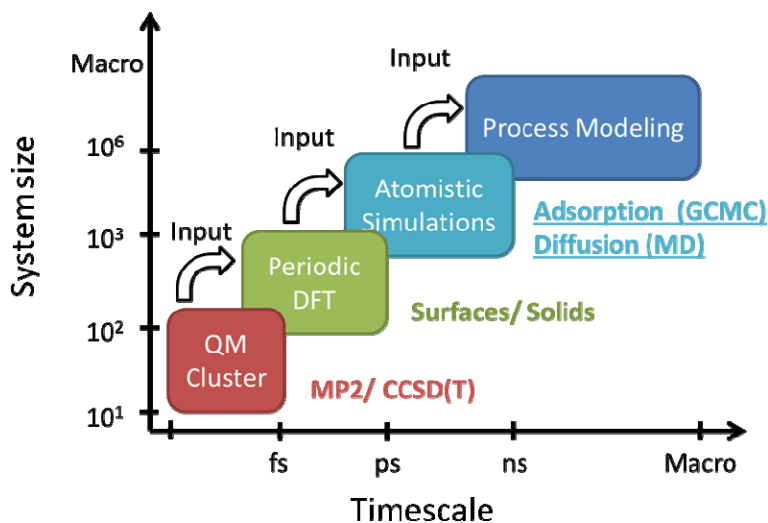 Macro
Input
Process Modeling
System size
10⁶
Input
Atomistic
Simulations
Adsorption (GCMC)
Diffusion (MD)
10³
Input
Periodic
DFT
Surfaces/ Solids
10²
QM
Cluster
MP2/ CCSD(T)
10¹
fs
ps
ns
Macro
Timescale